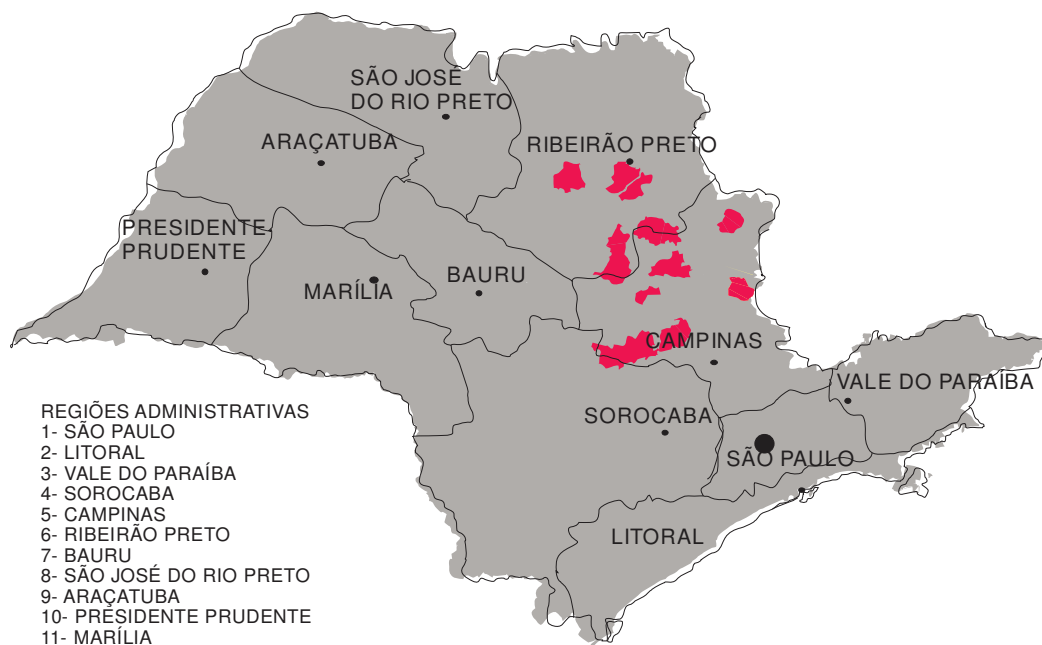 SÃO JOSÉ
DO RIO PRETO
RIBEIRÃO PRETO
ARAÇATUBA
PRESIDENTE
PRUDENTE
BAURU
MARÍLIA
CAMPINAS
VALE DO PARAÍBA
SOROCABA
SÃO PAULO
LITORAL
REGIÕES ADMINISTRATIVAS
1- SÃO PAULO
2- LITORAL
3- VALE DO PARAÍBA
4- SOROCABA
5- CAMPINAS
6- RIBEIRÃO PRETO
7- BAURU
8- SÃO JOSÉ DO RIO PRETO
9- ARAÇATUBA
10- PRESIDENTE PRUDENTE
11- MARÍLIA